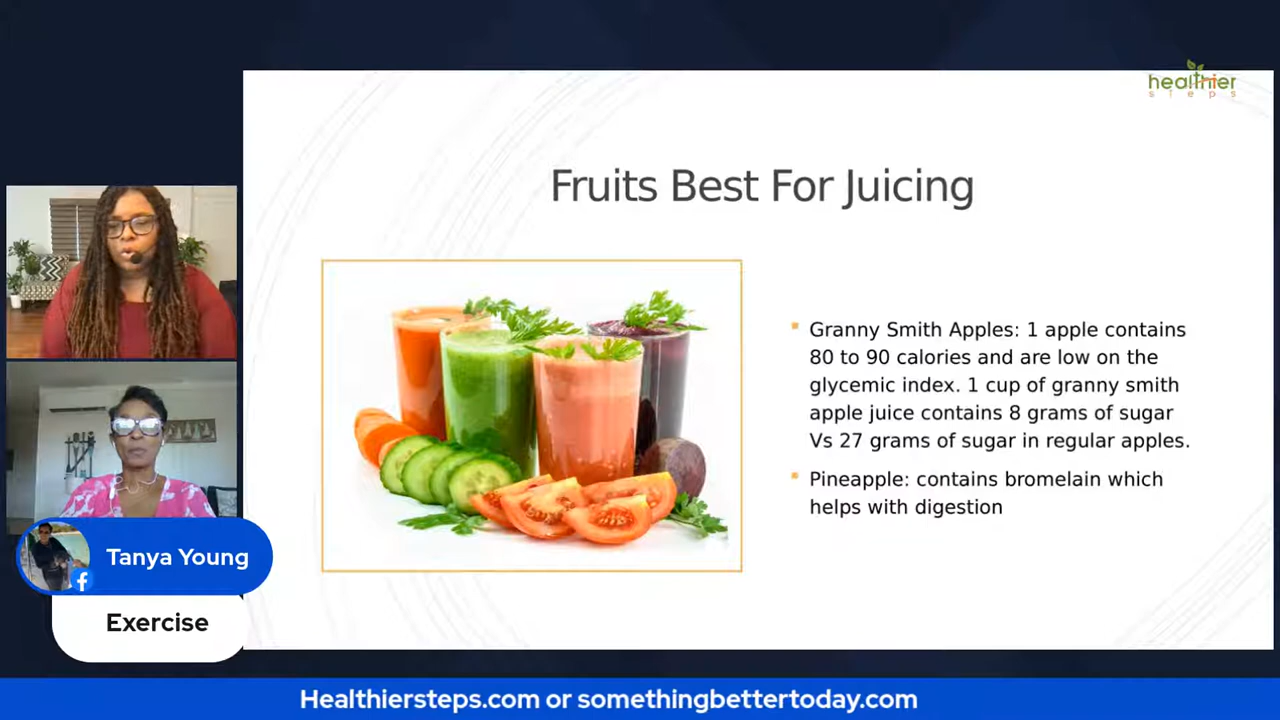 healthier
steps
Fruits Best For Juicing
Granny Smith Apples: 1 apple contains
80 to 90 calories and are low on the
glycemic index. 1 cup of granny smith
apple juice contains 8 grams of sugar
Vs 27 grams of sugar in regular apples.
Pineapple: contains bromelain which
helps with digestion
Tanya Young
Exercise
Healthiersteps.com or somethingbettertoday.com